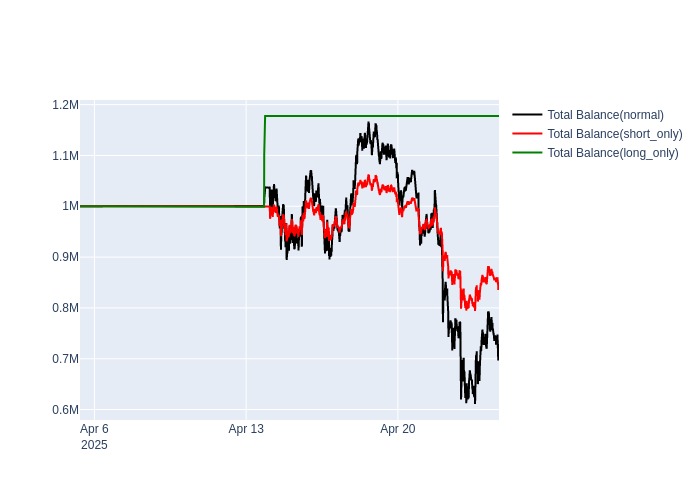 1.2M
1.1M
1M
0.9M
0.8M
0.7M
0.6M
Apr 6
2025
Apr 13
Apr 20
Total Balance(normal)
Total Balance(short_only)
Total Balance(long_only)